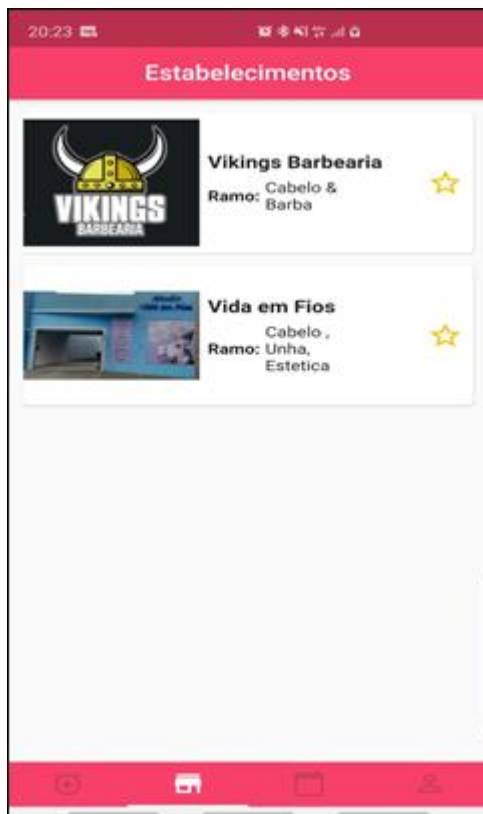 20:23
Estabelecimentos
VIKINGS
BARBEARIA
Vikings Barbearia
Ramo: Cabelo &
Barba
Vida em Fios
Cabelo ,
Ramo: Unha,
Estetica